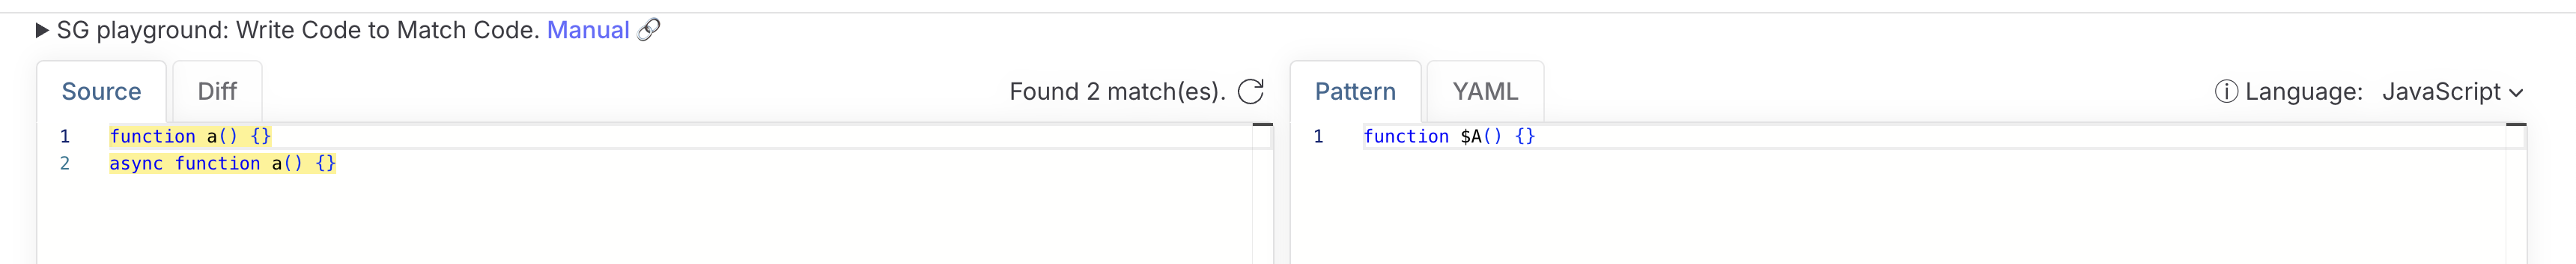 ▶ SG playground: Write Code to Match Code. Manual 🔗
Source Diff Found 2 match(es).
1 function a() {}
2 async function a() {}
Pattern YAML ⓘ Language: JavaScript
1 function $A() {}